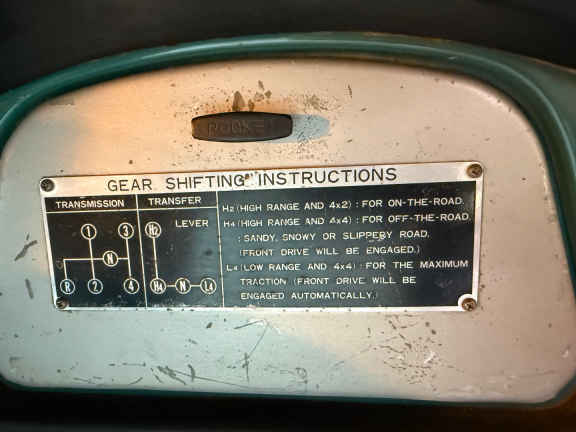 POCKET
GEAR SHIFTING INSTRUCTIONS
TRANSMISSION
1 3
N
R 2 4
TRANSFER
LEVER
H2
H4 N L4
H2 (HIGH RANGE AND 4x2) : FOR ON-THE-ROAD.
H4 (HIGH RANGE AND 4x4) : FOR OFF-THE-ROAD
: SANDY, SNOWY OR SLIPPERY ROAD.
(FRONT DRIVE WILL BE ENGAGED.)
L4 (LOW RANGE AND 4x4) : FOR THE MAXIMUM
TRACTION (FRONT DRIVE WILL BE
ENGAGED AUTOMATICALLY.)